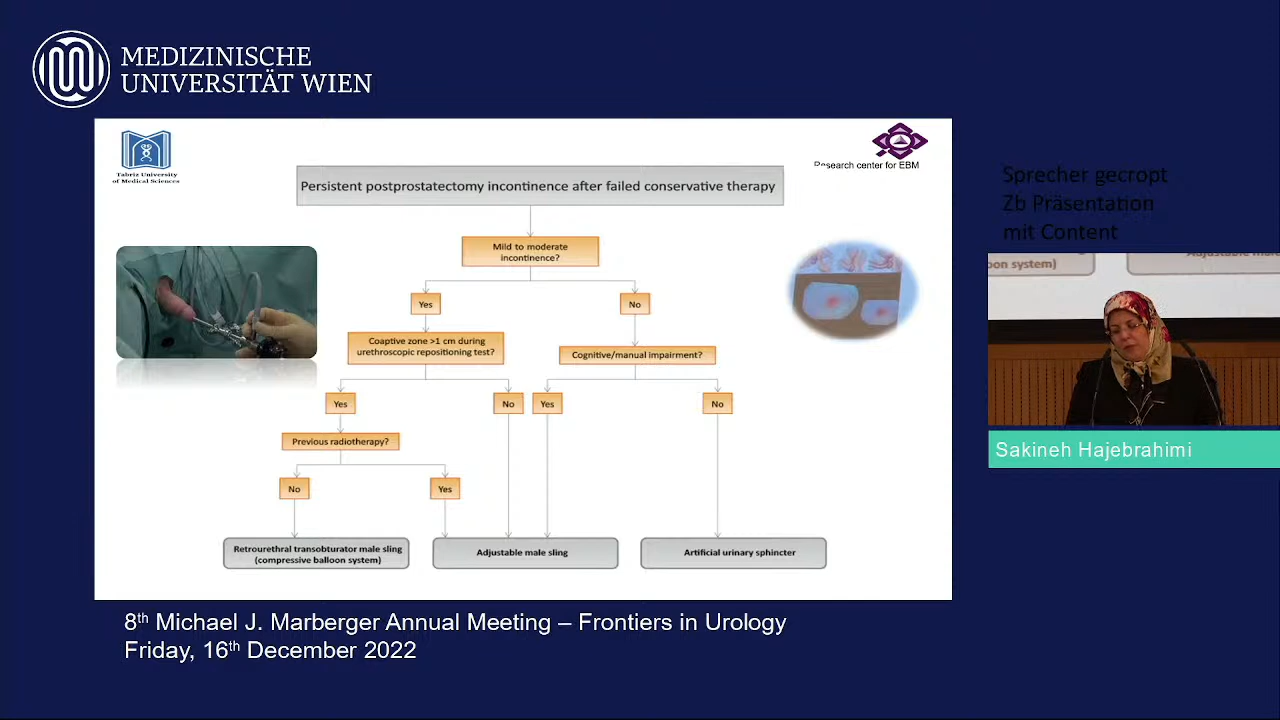 MEDIZINISCHE
UNIVERSITÄT WIEN
Tabriz University
of Medical Sciences
Research center for EBM
Persistent postprostatectomy incontinence after failed conservative therapy
Mild to moderate
incontinence?
Yes
No
Coaptive zone >1 cm during
urethroscopic repositioning test?
Cognitive/manual impairment?
Yes
No
Yes
No
Previous radiotherapy?
No
Yes
Retrourethral transobturator male sling
(compressive balloon system)
Adjustable male sling
Artificial urinary sphincter
Sprecher gecropt
Zb Präsentation
mit Content
oon system)
Adjustable male
Sakineh Hajebrahimi
8th Michael J. Marberger Annual Meeting – Frontiers in Urology
Friday, 16th December 2022